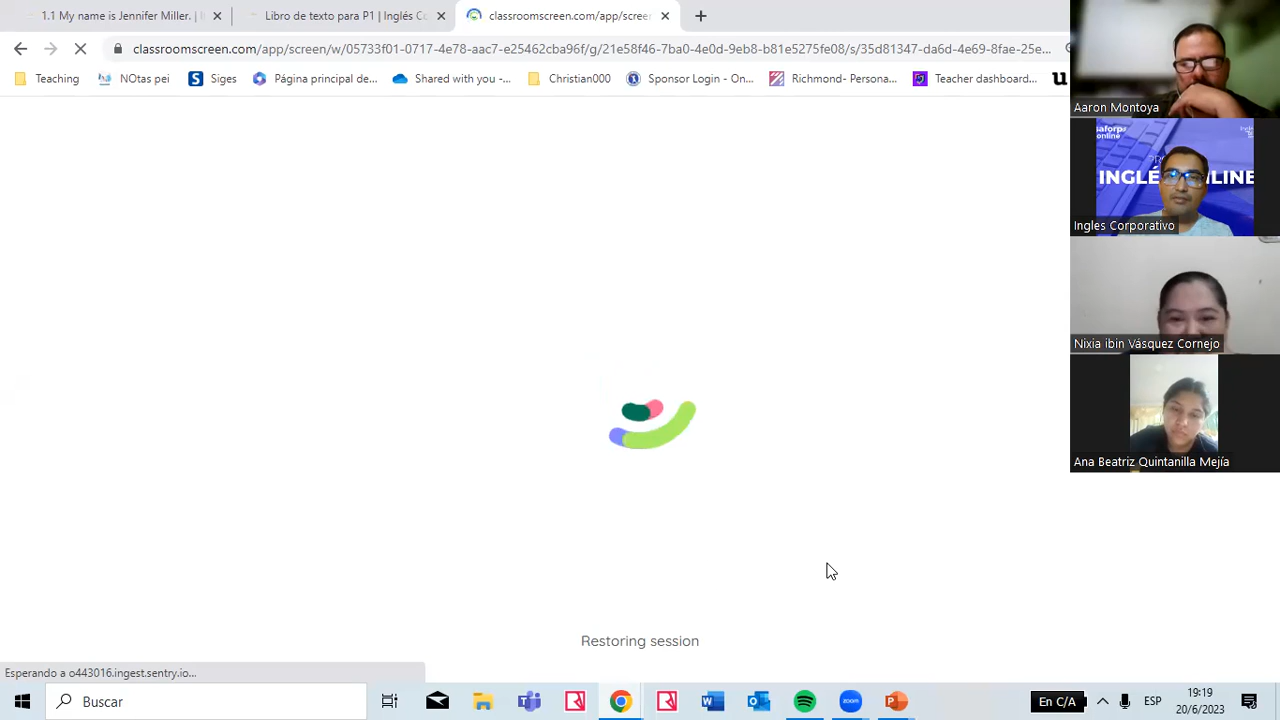 1.1 My name is Jennifer Miller. |
Libro de texto para P1 | Inglés Co
classroomscreen.com/app/scree
classroomscreen.com/app/screen/w/05733f01-0717-4e78-aac7-e25462cba96f/g/21e58f46-7ba0-4e0d-9eb8-b81e5275fe08/s/35d81347-da6d-4e69-8fae-25e...
Teaching
NOtas pei
Siges
Página principal de...
Shared with you -...
Christian000
Sponsor Login - On...
Richmond- Persona...
Teacher dashboard...
Aaron Montoya
saforp
online
INGLÉ
NLINE
Ingles Corporativo
Nixia ibin Vásquez Cornejo
Ana Beatriz Quintanilla Mejía
Restoring session
Esperando a o443016.ingest.sentry.io...
Buscar
En C/A
ESP
19:19
20/6/2023